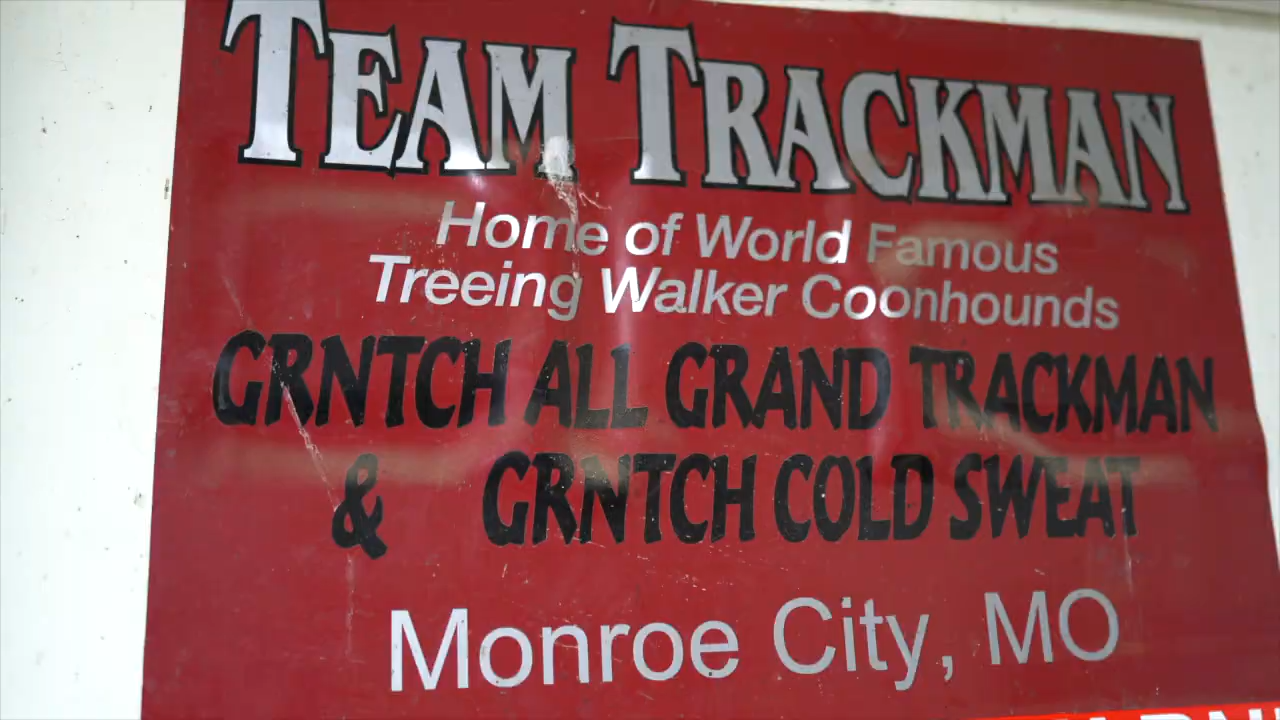 TEAM TRACKMAN
Home of World Famous
Treeing Walker Coonhounds
GRNTCH ALL GRAND TRACKMAN
& GRNTCH COLD SWEAT
Monroe City, MO